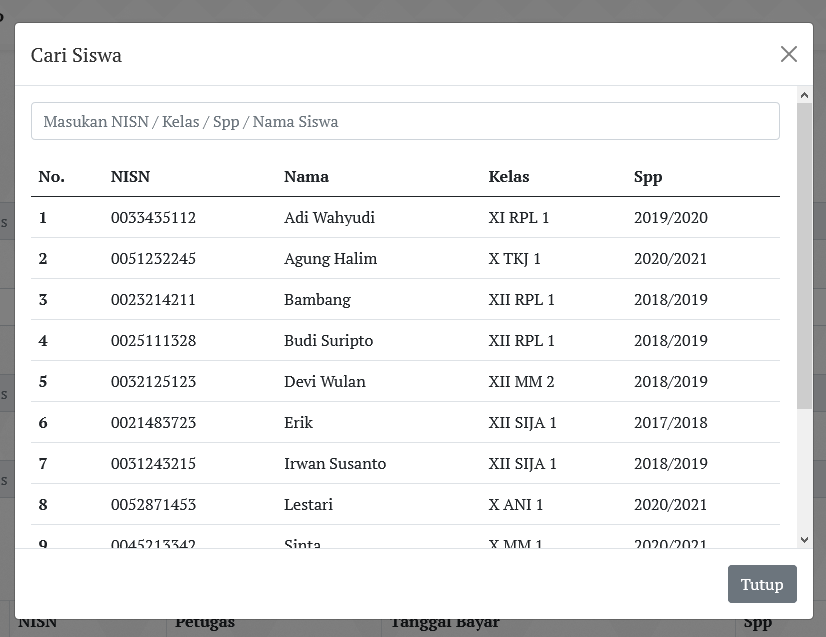 Cari Siswa
Masukan NISN / Kelas / Spp / Nama Siswa
No. NISN Nama Kelas Spp
1 0033435112 Adi Wahyudi XI RPL 1 2019/2020
2 0051232245 Agung Halim X TKJ 1 2020/2021
3 0023214211 Bambang XII RPL 1 2018/2019
4 0025111328 Budi Suripto XII RPL 1 2018/2019
5 0032125123 Devi Wulan XII MM 2 2018/2019
6 0021483723 Erik XII SIJA 1 2017/2018
7 0031243215 Irwan Susanto XII SIJA 1 2018/2019
8 0052871453 Lestari X ANI 1 2020/2021
9 0045213342 Sinta X MM 1 2020/2021
Tutup
NISN Petugas Tanggal Bayar Spp